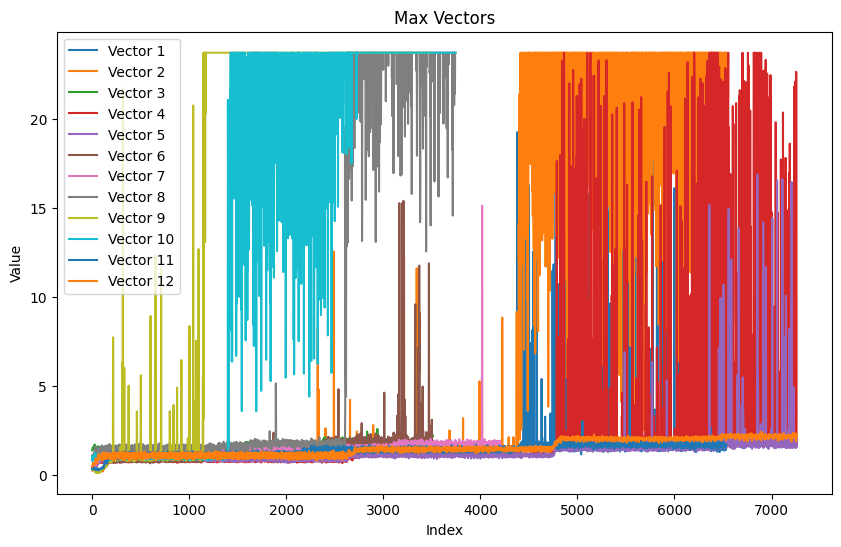 Max Vectors
Value
20
15
10
5
0
Vector 1
Vector 2
Vector 3
Vector 4
Vector 5
Vector 6
Vector 7
Vector 8
Vector 9
Vector 10
Vector 11
Vector 12
0 1000 2000 3000 4000 5000 6000 7000
Index